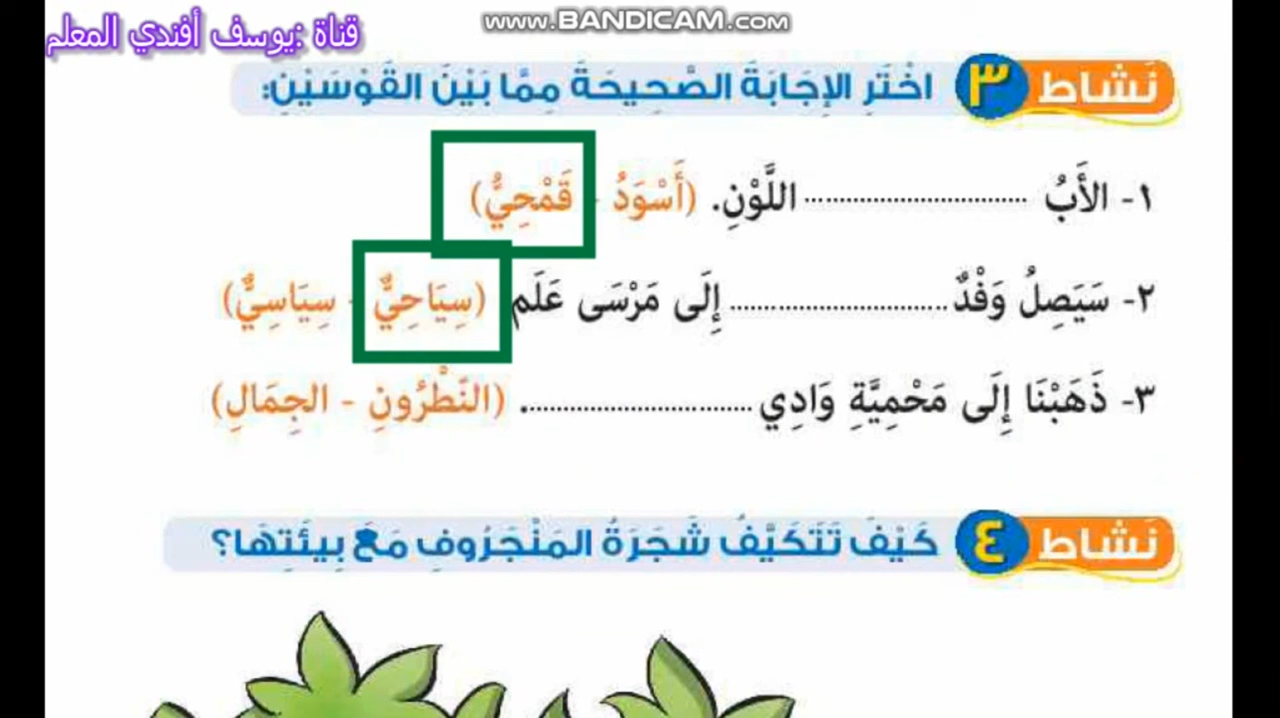 WWW.BANDICAM.COM
قناة :يوسف أفندي المعلم
نَشاط ٣ اخْتَرِ الإِجَابَةَ الصَّحِيحَةَ مِمَّا بَيْنَ القَوْسَيْنِ:
١- الأَبُ ........................... اللَّوْنِ. (أَسْوَدُ - قَمْحِيُّ)
٢- سَيَصِلُ وَفْدٌ ........................... إِلَى مَرْسَى عَلَم (سِيَاحِيٌّ - سِيَاسِيٌّ)
٣- ذَهَبْنَا إِلَى مَحْمِيَّةِ وَادِي ........................... . (النَّطْرُونِ - الجِمَالِ)
نَشاط ٤ كَيْفَ تَتَكَيَّفُ شَجَرَةُ المَنْجَرُوفِ مَعَ بِيئَتِهَا؟